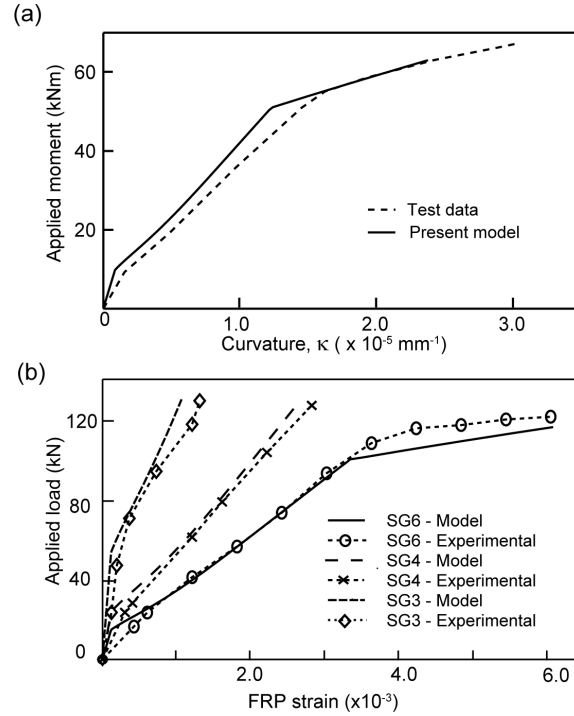 (a)
Applied moment (kNm)
60
40
20
0
1.0
2.0
3.0
Curvature, κ ( x 10⁻⁵ mm⁻¹)
Test data
Present model
(b)
Applied load (kN)
120
80
40
0
2.0
4.0
6.0
FRP strain (x10⁻³)
SG6 - Model
SG6 - Experimental
SG4 - Model
SG4 - Experimental
SG3 - Model
SG3 - Experimental